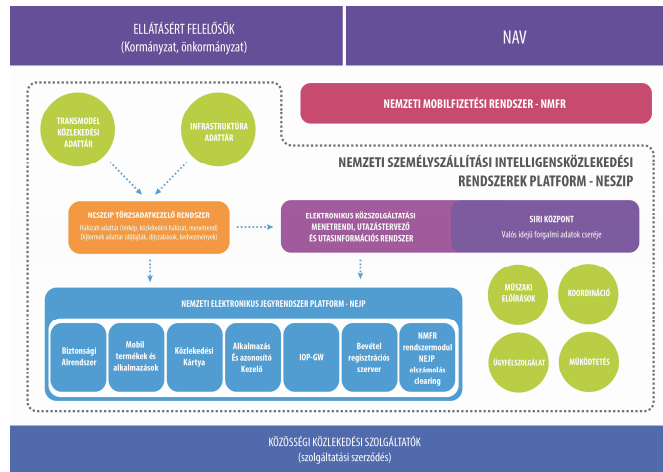 ELLÁTÁSÉRT FELELŐSÖK
(Kormányzat, önkormányzat)
NAV
NEMZETI MOBILFIZETÉSI RENDSZER - NMFR
TRANSMODEL
KÖZLEKEDÉSI
ADATTÁR
INFRASTRUKTÚRA
ADATTÁR
NEMZETI SZEMÉLYSZÁLLÍTÁSI INTELLIGENSKÖZLEKEDÉSI
RENDSZEREK PLATFORM - NESZIP
NESZEIP TÖRZSADATKEZELŐ RENDSZER
Hálózati adattár (térkép, közlekedési hálózat, menetrend)
Díjtermék adattár (díjfajták, díjszabások, kedvezmények)
ELEKTRONIKUS KÖZSZOLGÁLTATÁSI
MENETRENDI, UTAZÁSTERVEZŐ
ÉS UTASINFORMÁCIÓS RENDSZER
SIRI KÖZPONT
Valós idejű forgalmi adatok cseréje
NEMZETI ELEKTRONIKUS JEGYRENDSZER PLATFORM - NEJP
Biztonsági
Alrendszer
Mobil
termékek és
alkalmazások
Közlekedési
Kártya
Alkalmazás
És azonosító
Kezelő
IOP-GW
Bevétel
regisztrációs
szerver
NMFR
rendszermodul
NEJP
elszámolás
clearing
MŰSZAKI
ELŐÍRÁSOK
KOORDINÁCIÓ
ÜGYFÉLSZOLGÁLAT
MŰKÖDTETÉS
KÖZÖSSÉGI KÖZLEKEDÉSI SZOLGÁLTATÓK
(szolgáltatási szerződés)